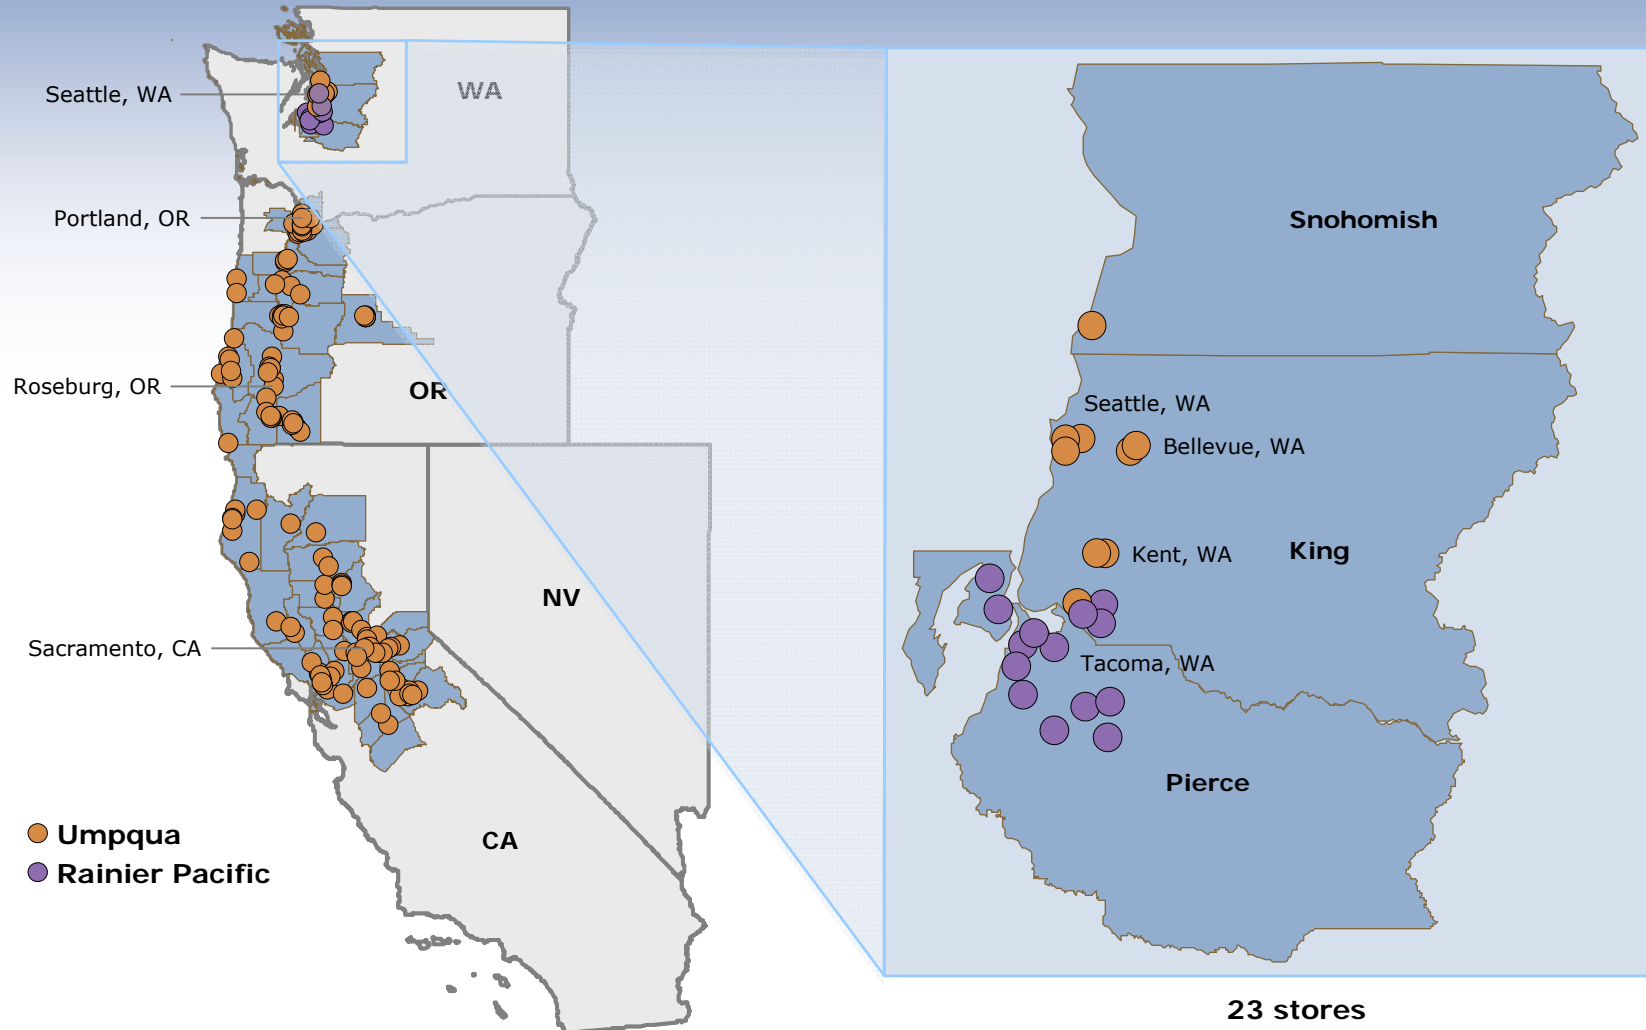 WA
Seattle, WA
Portland, OR
Roseburg, OR
OR
NV
Sacramento, CA
CA
Umpqua
Rainier Pacific
Snohomish
Seattle, WA
Bellevue, WA
Kent, WA
King
Tacoma, WA
Pierce
23 stores